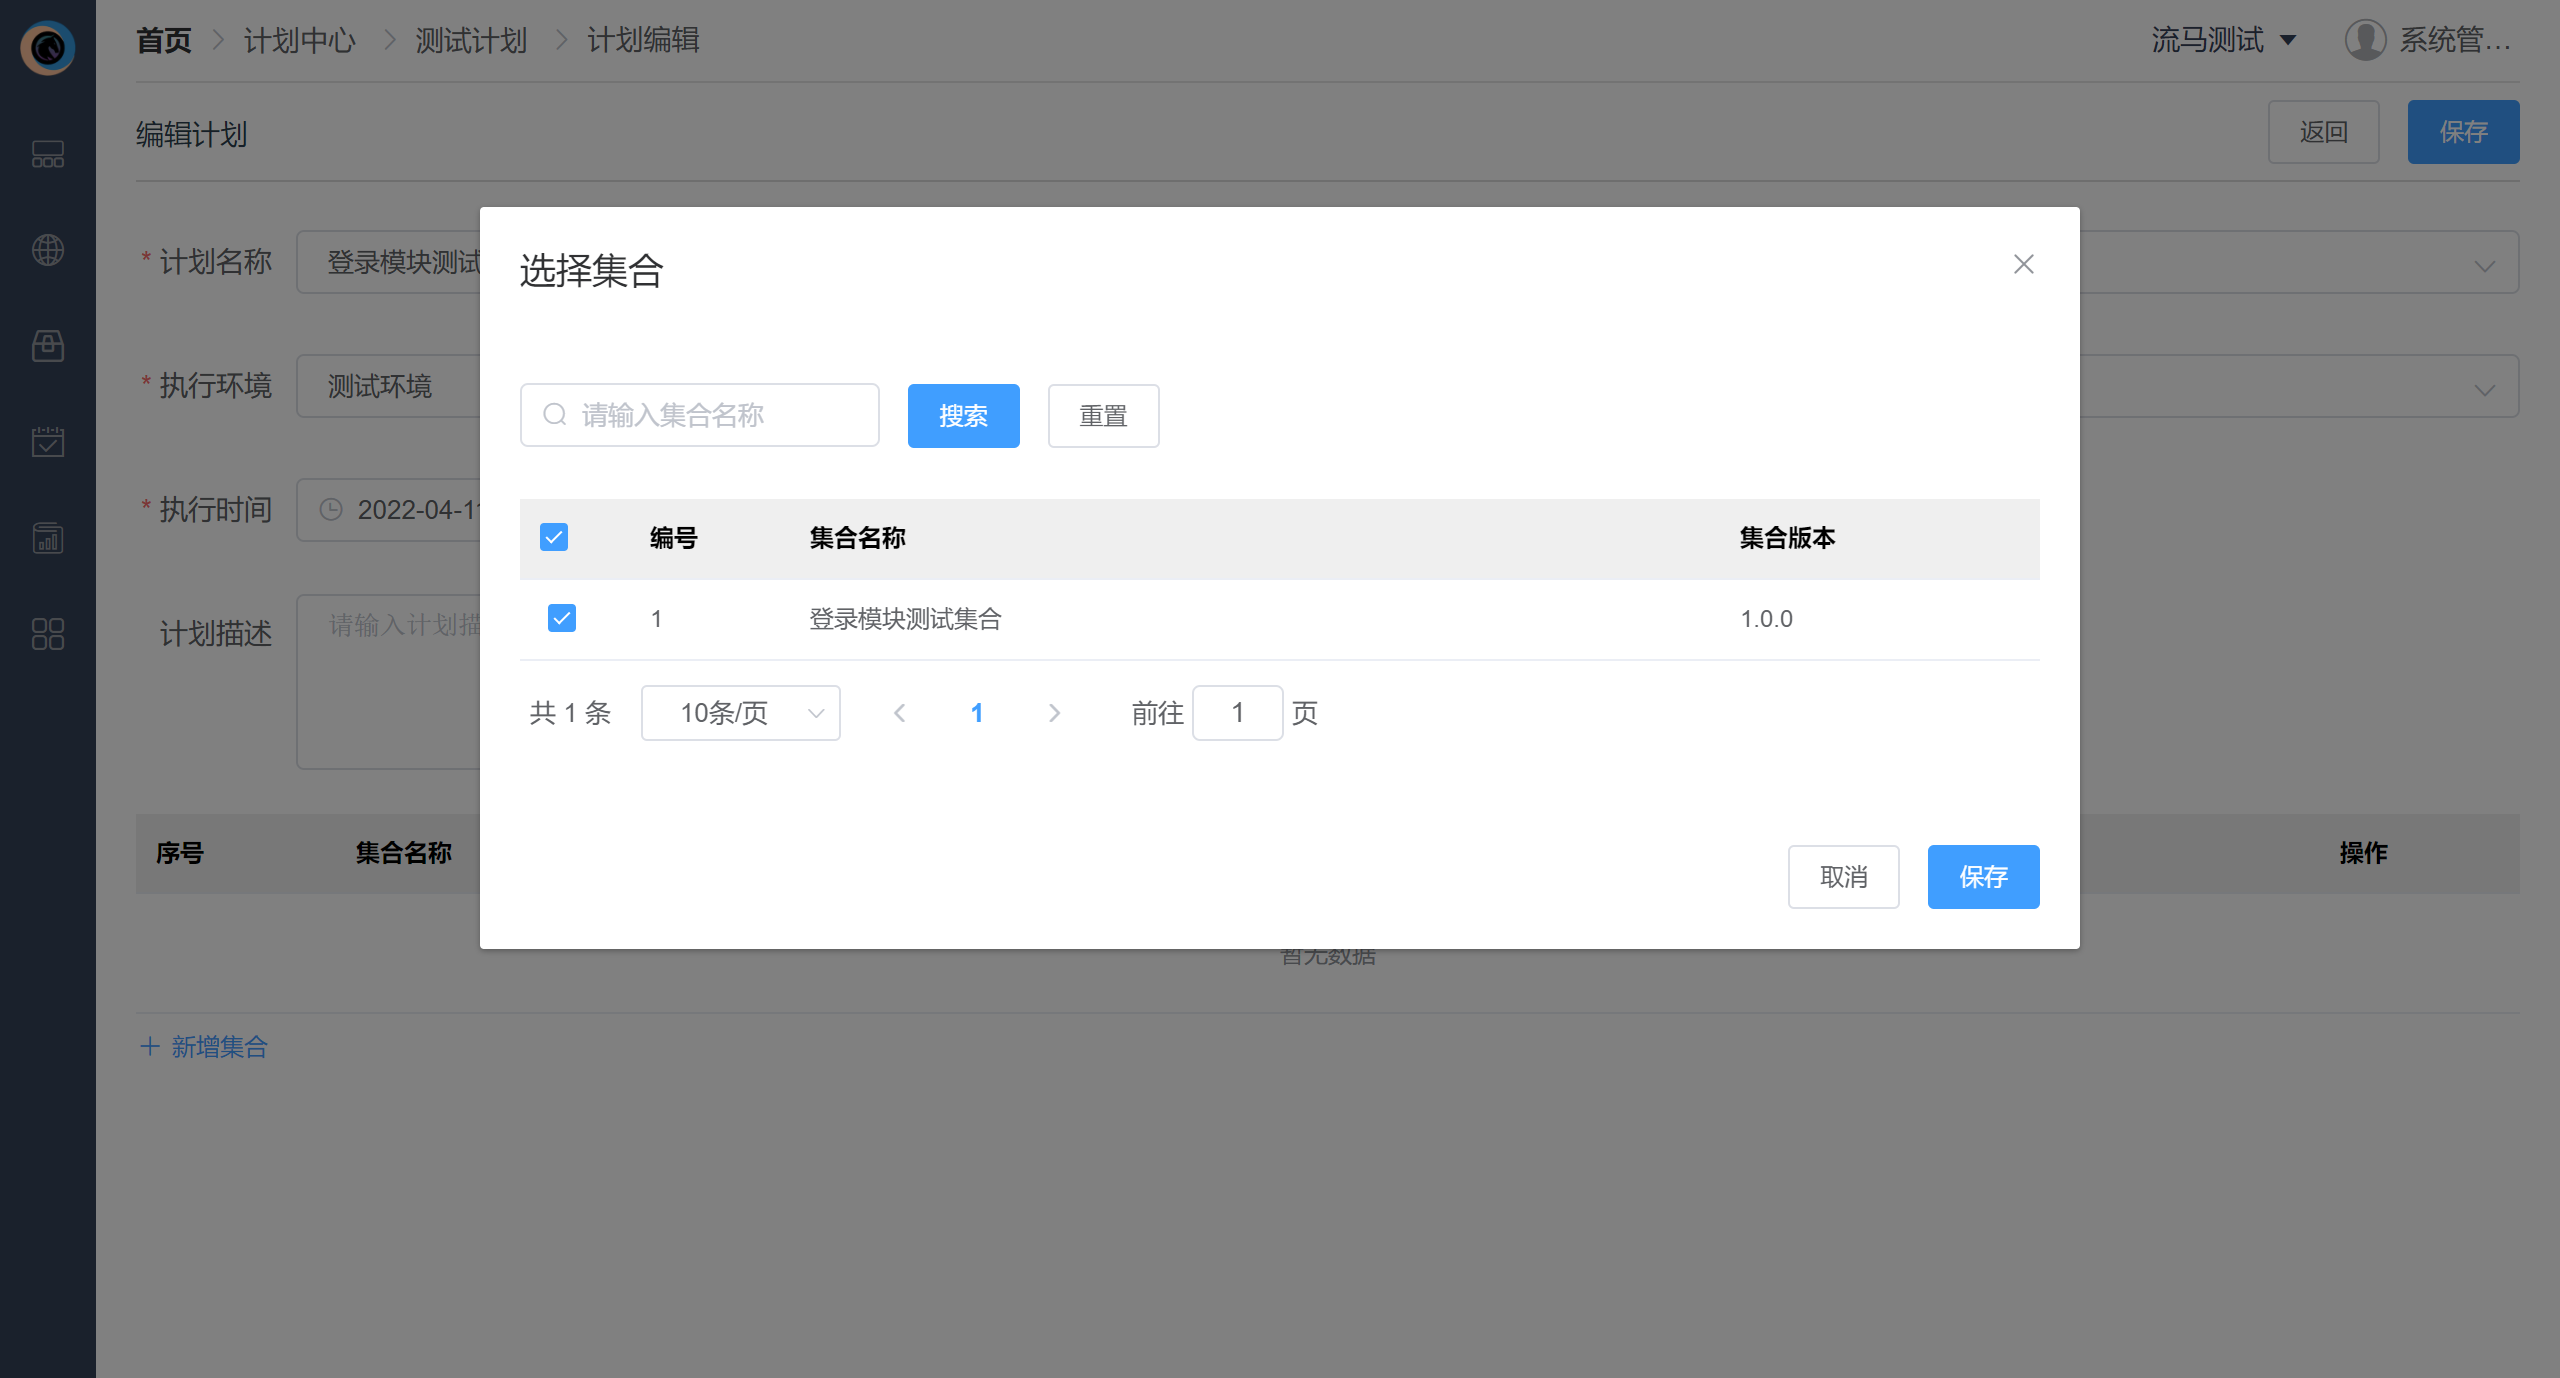 首页 计划中心 测试计划 计划编辑 流马测试 系统管...
编辑计划 返回 保存
* 计划名称 登录模块测试
* 执行环境 测试环境
* 执行时间 2022-04-11
计划描述 请输入计划描
序号 集合名称 操作
暂无数据
新增集合
选择集合
请输入集合名称 搜索 重置
编号 集合名称 集合版本
1 登录模块测试集合 1.0.0
共 1 条 10条/页 1 前往 1 页
取消 保存